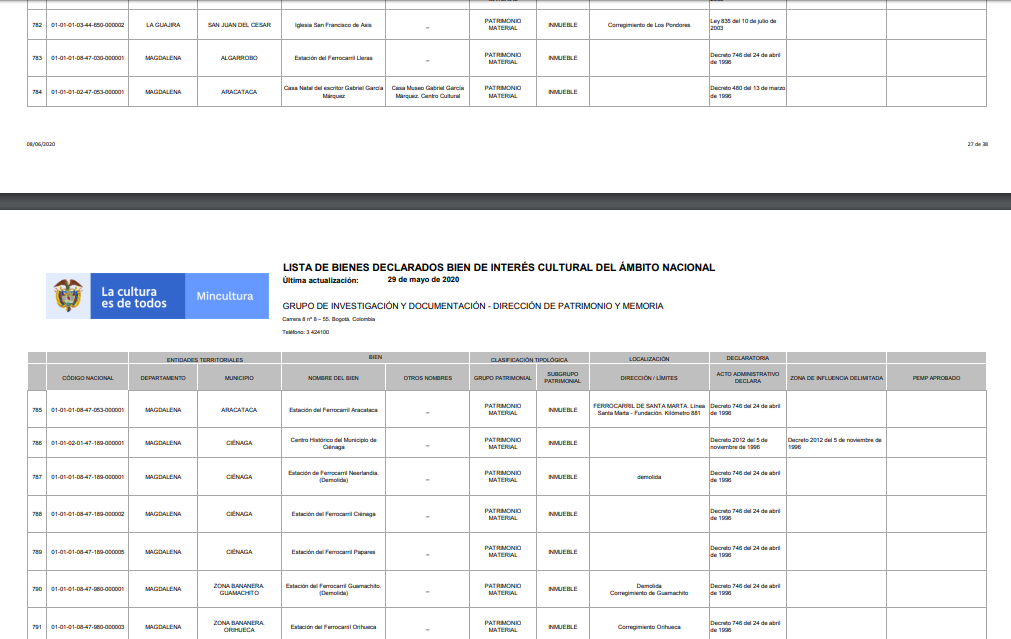 782 01-01-01-03-44-650-000002 LA GUAJIRA SAN JUAN DEL CESAR Iglesia San Francisco de Asís _ PATRIMONIO MATERIAL INMUEBLE Corregimiento de Los Pondores Ley 835 del 10 de julio de 2003
783 01-01-01-08-47-030-000001 MAGDALENA ALGARROBO Estación del Ferrocarril Lleras _ PATRIMONIO MATERIAL INMUEBLE Decreto 746 del 24 de abril de 1996
784 01-01-01-02-47-053-000001 MAGDALENA ARACATACA Casa Natal del escritor Gabriel García Márquez Casa Museo Gabriel García Márquez. Centro Cultural PATRIMONIO MATERIAL INMUEBLE Decreto 480 del 13 de marzo de 1996
08/06/2020 27 de 38
La cultura
es de todos
Mincultura
LISTA DE BIENES DECLARADOS BIEN DE INTERÉS CULTURAL DEL ÁMBITO NACIONAL
Última actualización: 29 de mayo de 2020
GRUPO DE INVESTIGACIÓN Y DOCUMENTACIÓN - DIRECCIÓN DE PATRIMONIO Y MEMORIA
Carrera 8 nº 8 – 55. Bogotá, Colombia
Teléfono: 3 424100
ENTIDADES TERRITORIALES BIEN CLASIFICACIÓN TIPOLÓGICA LOCALIZACIÓN DECLARATORIA
CÓDIGO NACIONAL DEPARTAMENTO MUNICIPIO NOMBRE DEL BIEN OTROS NOMBRES GRUPO PATRIMONIAL SUBGRUPO PATRIMONIAL DIRECCIÓN / LÍMITES ACTO ADMINISTRATIVO DECLARA ZONA DE INFLUENCIA DELIMITADA PEMP APROBADO
785 01-01-01-08-47-053-000001 MAGDALENA ARACATACA Estación del Ferrocarril Aracataca _ PATRIMONIO MATERIAL INMUEBLE FERROCARRIL DE SANTA MARTA. Línea Santa Marta - Fundación. Kilómetro 881 Decreto 746 del 24 de abril de 1996
786 01-01-02-01-47-189-000001 MAGDALENA CIÉNAGA Centro Histórico del Municipio de Ciénaga _ PATRIMONIO MATERIAL INMUEBLE Decreto 2012 del 5 de noviembre de 1996 Decreto 2012 del 5 de noviembre de 1996
787 01-01-01-08-47-189-000001 MAGDALENA CIÉNAGA Estación de Ferrocarril Neerlandia. (Demolida) _ PATRIMONIO MATERIAL INMUEBLE demolida Decreto 746 del 24 de abril de 1996
788 01-01-01-08-47-189-000002 MAGDALENA CIÉNAGA Estación del Ferrocarril Ciénaga _ PATRIMONIO MATERIAL INMUEBLE Decreto 746 del 24 de abril de 1996
789 01-01-01-08-47-189-000005 MAGDALENA CIÉNAGA Estación del Ferrocarril Papares _ PATRIMONIO MATERIAL INMUEBLE Decreto 746 del 24 de abril de 1996
790 01-01-01-08-47-980-000001 MAGDALENA ZONA BANANERA. GUAMACHITO Estación del Ferrocarril Guamachito. (Demolida) _ PATRIMONIO MATERIAL INMUEBLE Demolida Corregimiento de Guamachito Decreto 746 del 24 de abril de 1996
791 01-01-01-08-47-980-000003 MAGDALENA ZONA BANANERA. ORIHUECA Estación del Ferrocarril Orihueca _ PATRIMONIO MATERIAL INMUEBLE Corregimiento Orihueca Decreto 746 del 24 de abril de 1996